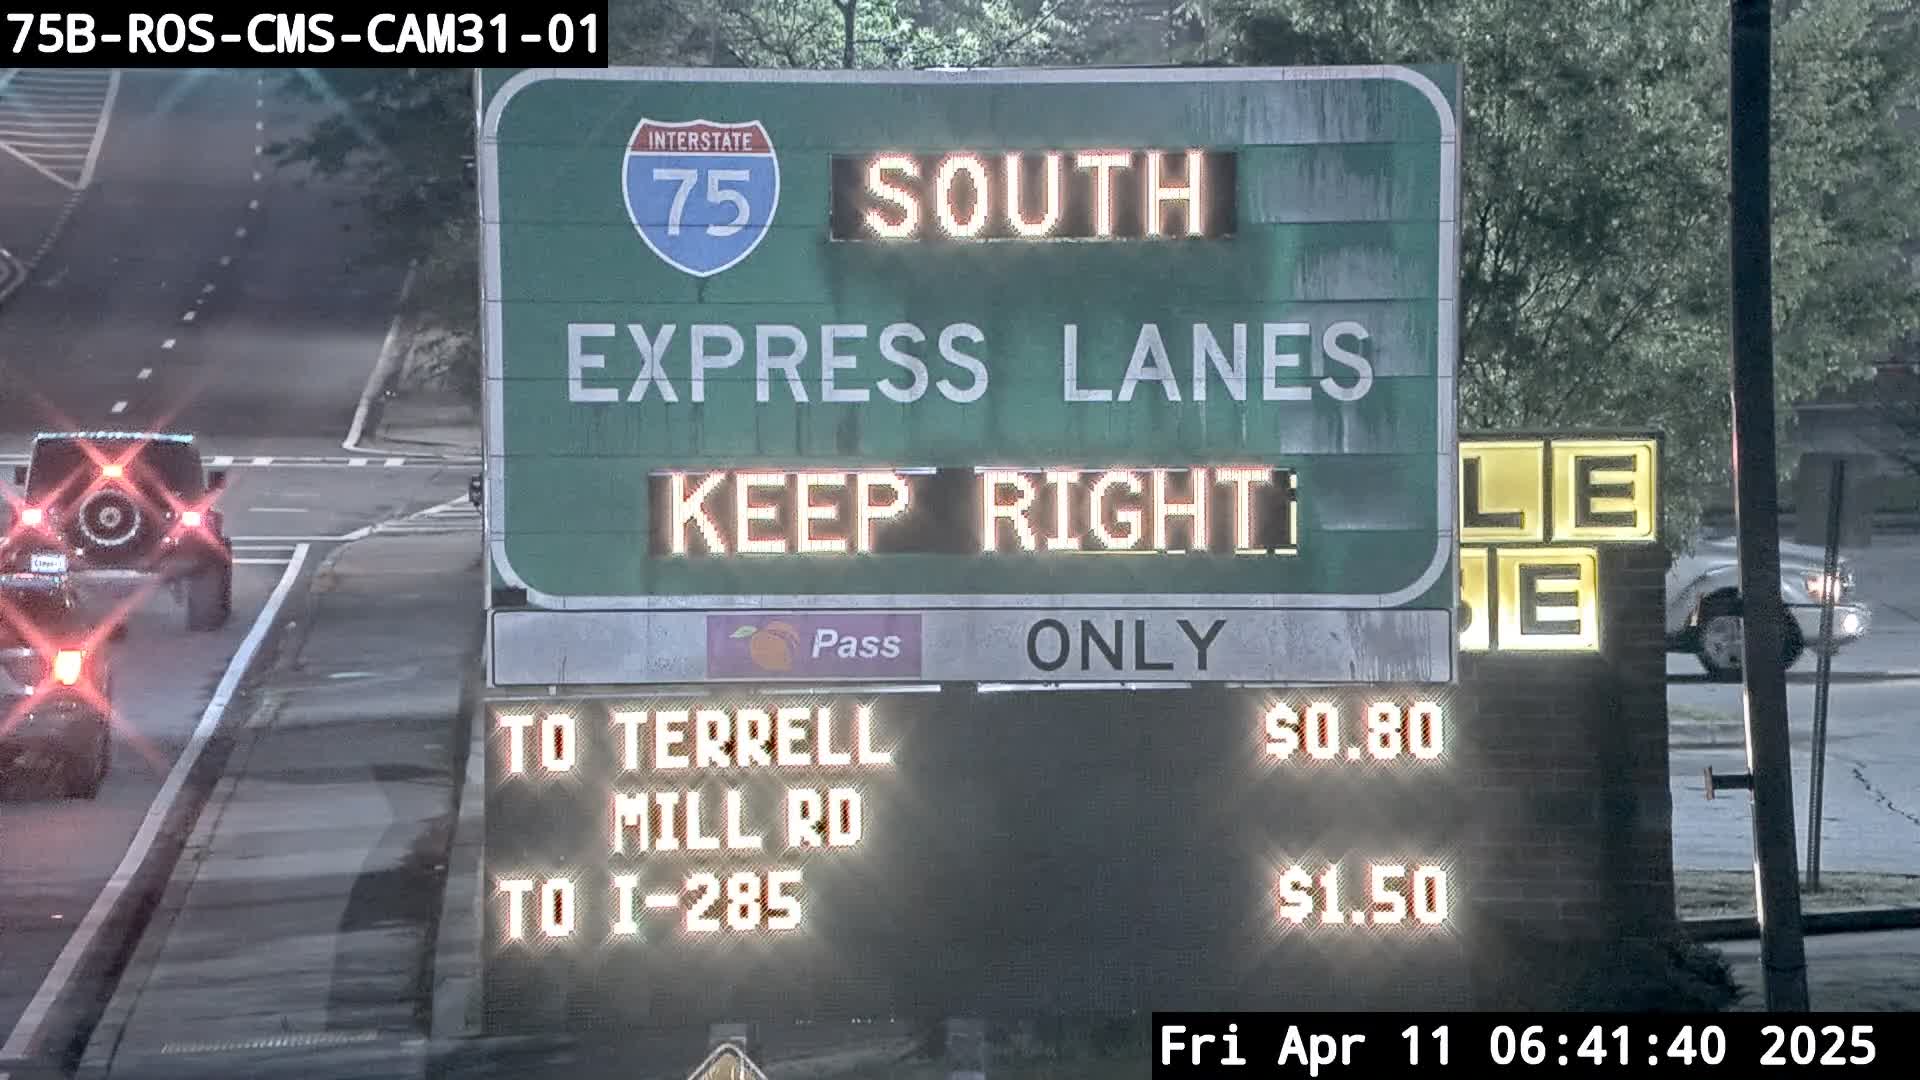 75B-ROS-CMS-CAM31-01
INTERSTATE
75
SOUTH
EXPRESS LANES
KEEP RIGHT
Pass ONLY
LE
E
TO TERRELL $0.80
MILL RD
TO I-285 $1.50
Fri Apr 11 06:41:40 2025